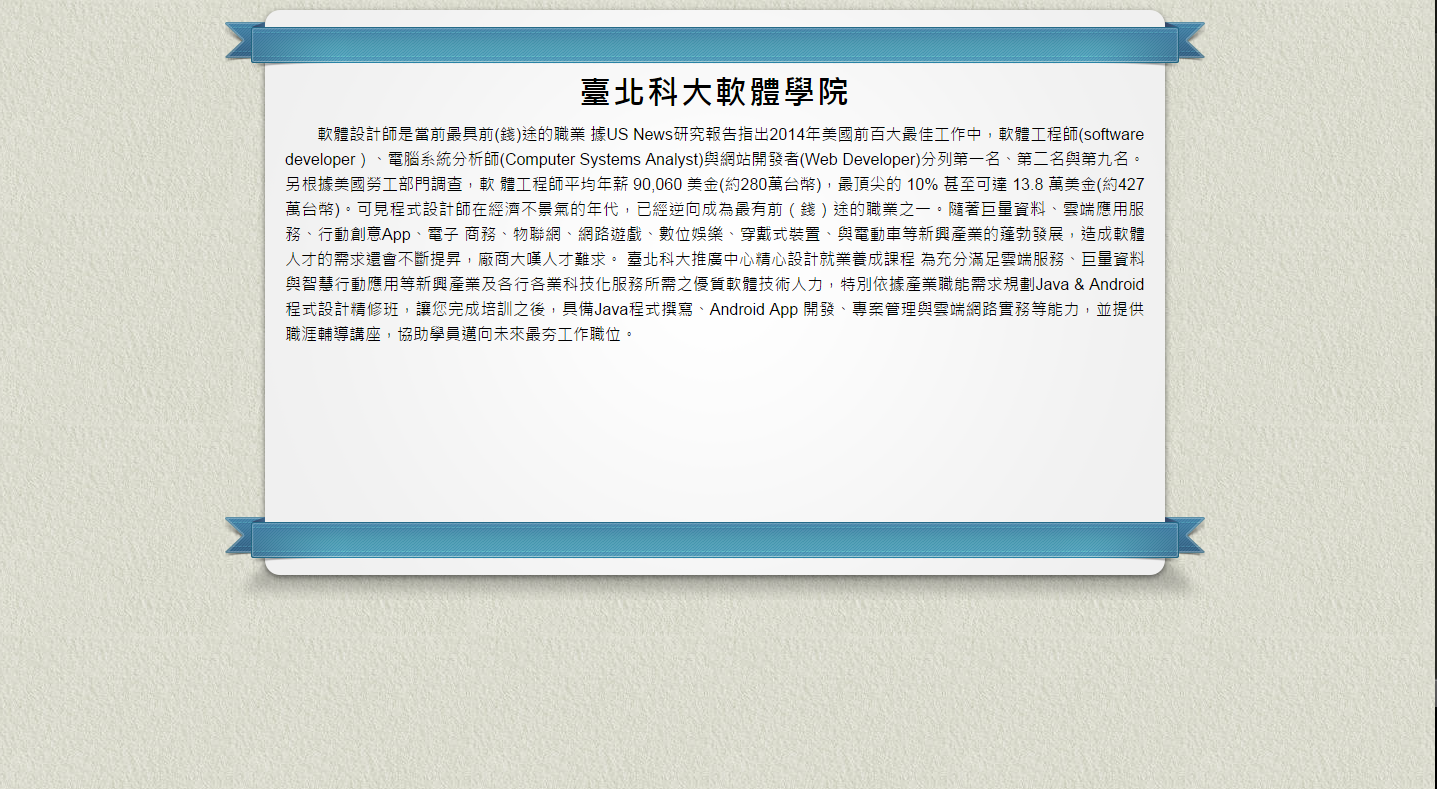 臺北科大軟體學院
軟體設計師是當前最具前(錢)途的職業 據US News研究報告指出2014年美國前百大最佳工作中，軟體工程師(software
developer ) 、電腦系統分析師(Computer Systems Analyst)與網站開發者(Web Developer)分列第一名、第二名與第九名。
另根據美國勞工部門調查，軟 體工程師平均年薪 90,060 美金(約280萬台幣)，最頂尖的 10% 甚至可達 13.8 萬美金(約427
萬台幣)。可見程式設計師在經濟不景氣的年代，已經逆向成為最有前（錢）途的職業之一。隨著巨量資料、雲端應用服
務、行動創意App、電子 商務、物聯網、網路遊戲、數位娛樂、穿戴式裝置、與電動車等新興產業的蓬勃發展，造成軟體
人才的需求還會不斷提昇，廠商大嘆人才難求。 臺北科大推廣中心精心設計就業養成課程 為充分滿足雲端服務、巨量資料
與智慧行動應用等新興產業及各行各業科技化服務所需之優質軟體技術人力，特別依據產業職能需求規劃Java & Android
程式設計精修班，讓您完成培訓之後，具備Java程式撰寫、Android App 開發、專案管理與雲端網路實務等能力，並提供
職涯輔導講座，協助學員邁向未來最夯工作職位。